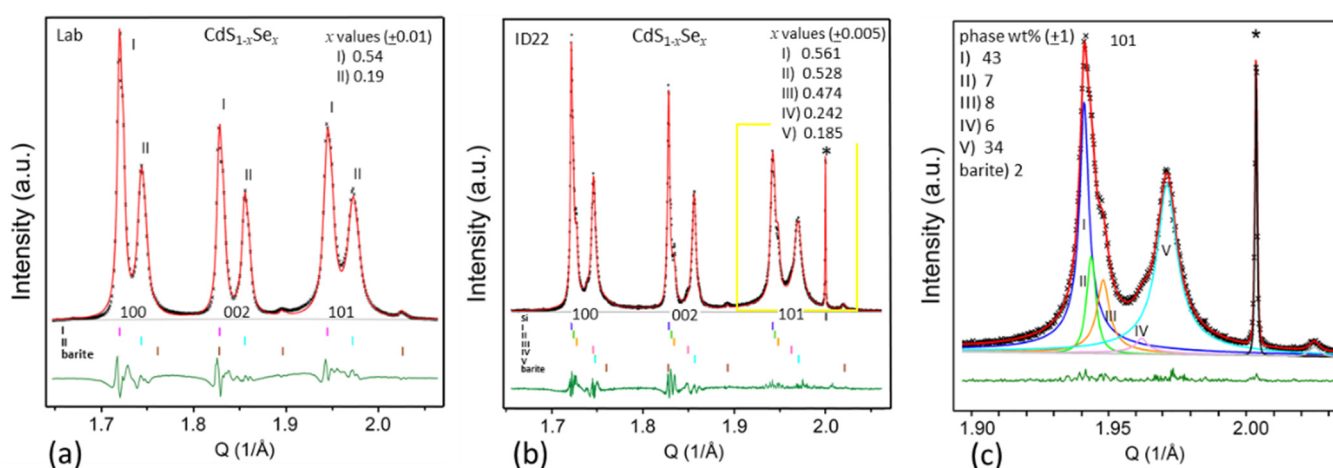 Lab
CdS1-xSex
x values (±0.01)
I) 0.54
II) 0.19
I
II
I
II
I
II
100
002
101
I
II
barite
Intensity (a.u.)
1.7
1.8
1.9
2.0
Q (1/Å)
(a)
ID22
CdS1-xSex
x values (±0.005)
I) 0.561
II) 0.528
III) 0.474
IV) 0.242
V) 0.185
*
100
002
101
Si
I
II
III
IV
V
barite
Intensity (a.u.)
1.7
1.8
1.9
2.0
Q (1/Å)
(b)
phase wt% (±1)
I) 43
II) 7
III) 8
IV) 6
V) 34
barite) 2
101
*
I
II
III
IV
V
Intensity (a.u.)
1.90
1.95
2.00
Q (1/Å)
(c)